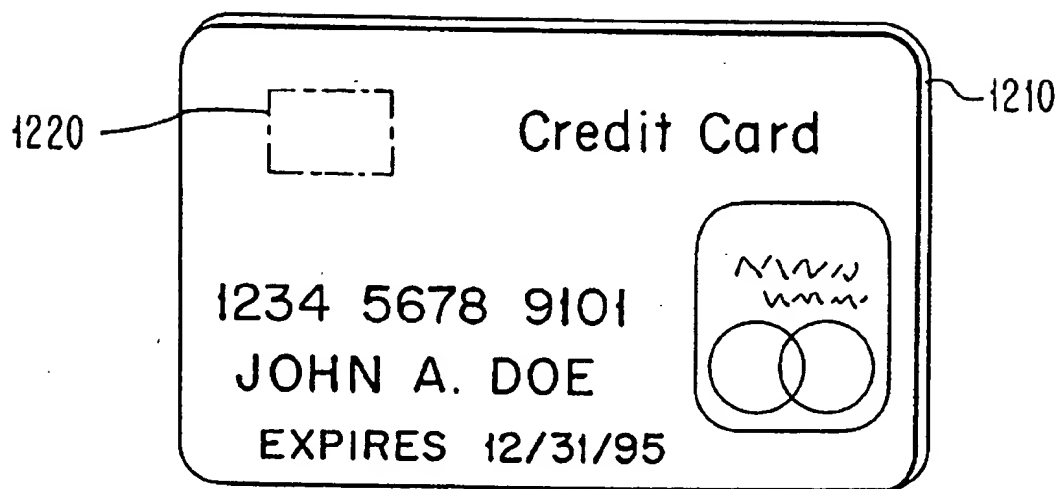 1220
1210
Credit Card
1234 5678 9101
JOHN A. DOE
EXPIRES 12/31/95